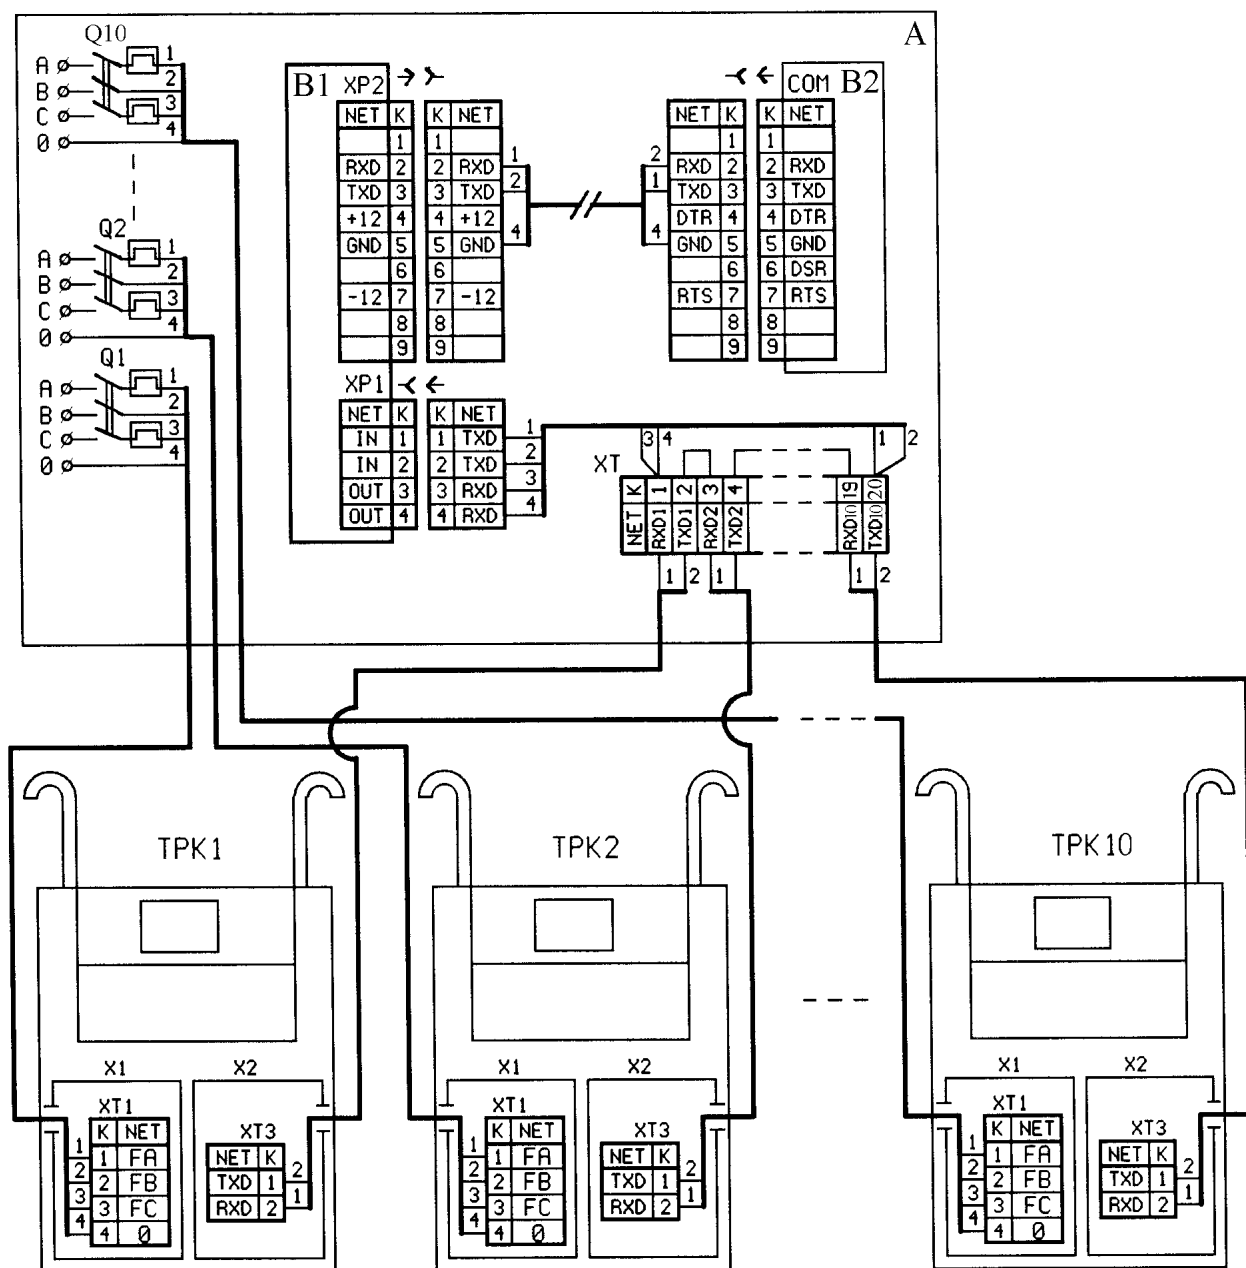 A
Q10
A 1
B 2
C 3
0 4
Q2
A 1
B 2
C 3
0 4
Q1
A 1
B 2
C 3
0 4
B1 XP2
NET K K NET
1 1
RXD 2 2 RXD 1
TXD 3 3 TXD 2
+12 4 4 +12
GND 5 5 GND 4
6 6
-12 7 7 -12
8 8
9 9
COM B2
NET K K NET
1 1
2 RXD 2 2 RXD
1 TXD 3 3 TXD
DTR 4 4 DTR
4 GND 5 5 GND
6 6 DSR
RTS 7 7 RTS
8 8
9 9
XP1
NET K K NET
IN 1 1 TXD 1
IN 2 2 TXD 2
OUT 3 3 RXD 3
OUT 4 4 RXD 4
3 4 1 2
XT
K 1 2 3 4 19 20
NET RXD1 TXD1 RXD2 TXD2 RXD10 TXD10
1 2 1 1 2
TPK1 TPK2 TPK10
X1 X2
XT1
K NET
1 1 FA
2 2 FB
3 3 FC
4 4 0
XT3
NET K
TXD 1 2
RXD 2 1
X1 X2
XT1
K NET
1 1 FA
2 2 FB
3 3 FC
4 4 0
XT3
NET K
TXD 1 2
RXD 2 1
X1 X2
XT1
K NET
1 1 FA
2 2 FB
3 3 FC
4 4 0
XT3
NET K
TXD 1 2
RXD 2 1